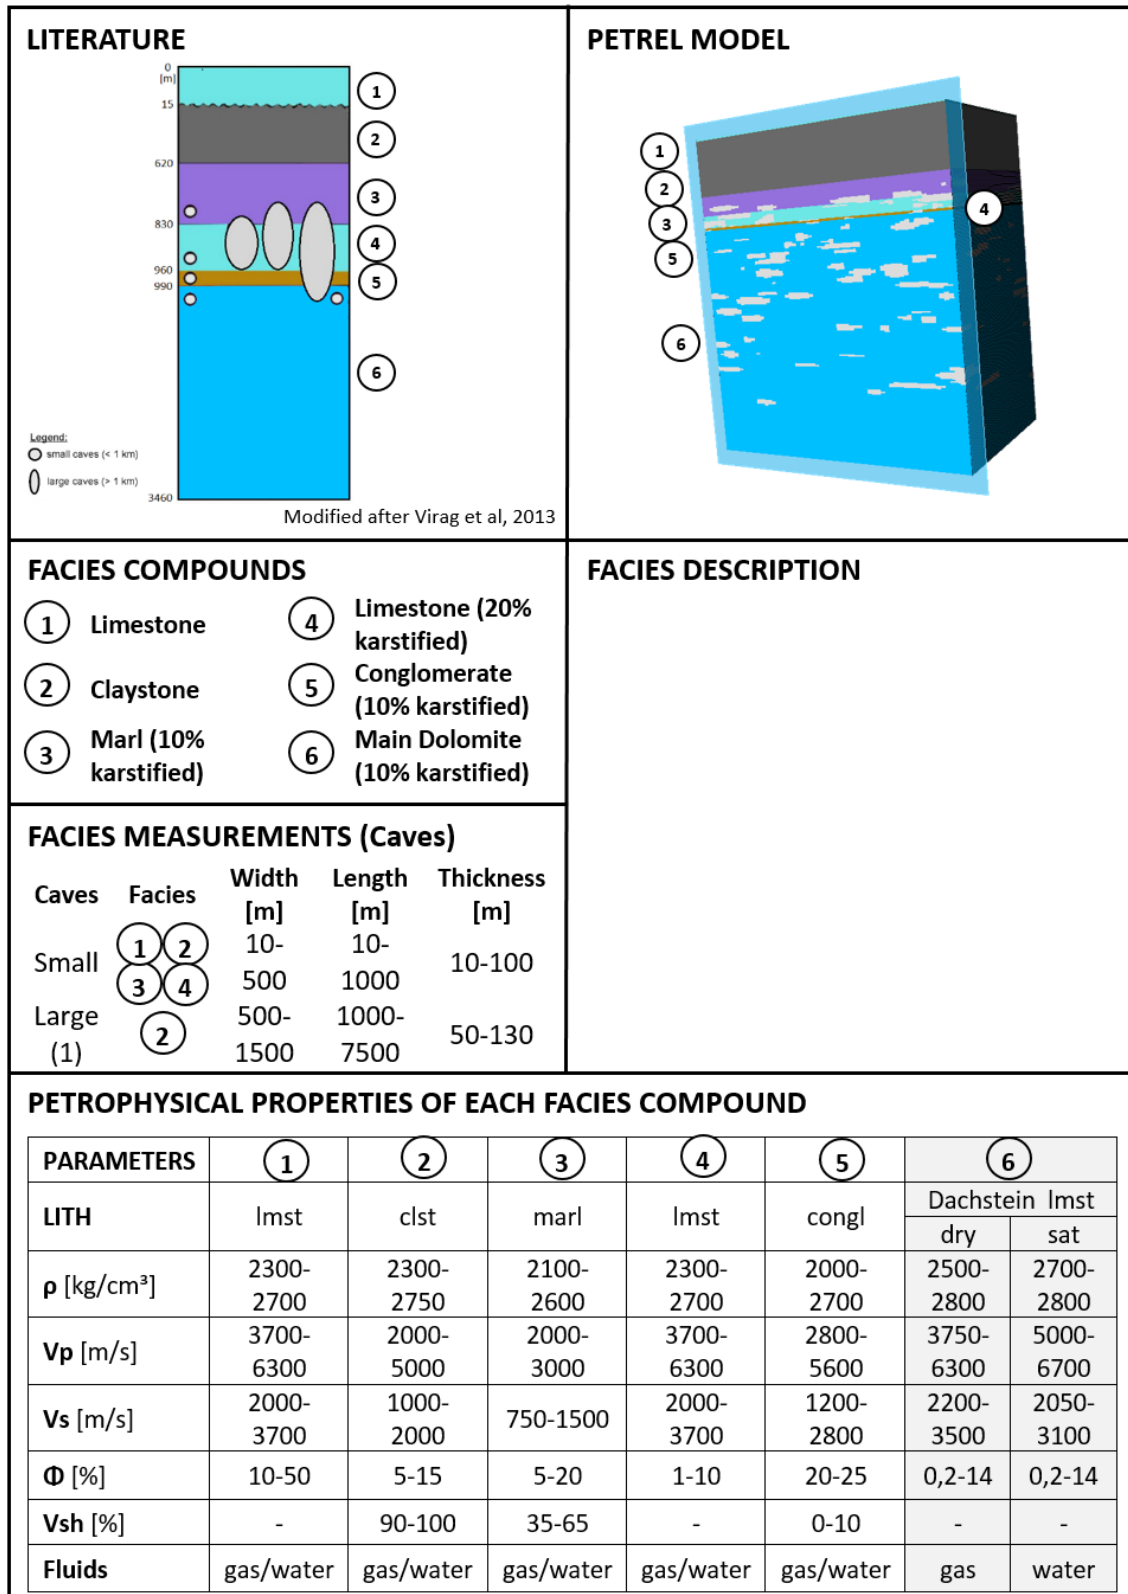 LITERATURE
0
[m]
15
620
830
960
990
3460
1
2
3
4
5
6
Legend:
small caves (< 1 km)
large caves (> 1 km)
Modified after Virag et al, 2013
PETREL MODEL
1
2
3
4
5
6
FACIES COMPOUNDS
1 Limestone
2 Claystone
3 Marl (10%
karstified)
4 Limestone (20%
karstified)
5 Conglomerate
(10% karstified)
6 Main Dolomite
(10% karstified)
FACIES DESCRIPTION
FACIES MEASUREMENTS (Caves)
Caves Facies Width [m] Length [m] Thickness [m]
Small 1 2 3 4 10-500 10-1000 10-100
Large (1) 2 500-1500 1000-7500 50-130
PETROPHYSICAL PROPERTIES OF EACH FACIES COMPOUND
PARAMETERS 1 2 3 4 5 6
LITH lmst clst marl lmst congl Dachstein lmst
dry sat
ρ [kg/cm³] 2300-2700 2300-2750 2100-2600 2300-2700 2000-2700 2500-2800 2700-2800
Vp [m/s] 3700-6300 2000-5000 2000-3000 3700-6300 2800-5600 3750-6300 5000-6700
Vs [m/s] 2000-3700 1000-2000 750-1500 2000-3700 1200-2800 2200-3500 2050-3100
Φ [%] 10-50 5-15 5-20 1-10 20-25 0,2-14 0,2-14
Vsh [%] - 90-100 35-65 - 0-10 - -
Fluids gas/water gas/water gas/water gas/water gas/water gas water